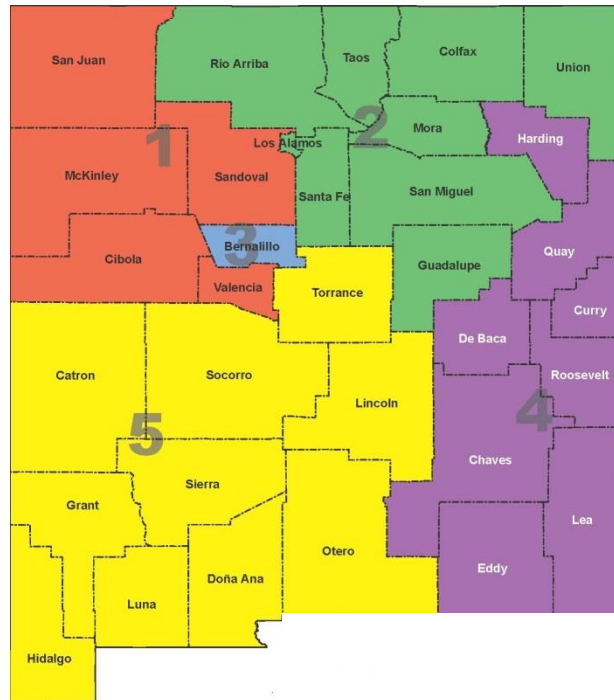 San Juan
Rio Arriba
Taos
Colfax
Union
1
2
Mora
Harding
Los Alamos
McKinley
Sandoval
Santa Fe
San Miguel
3
Bernalillo
Quay
Cibola
Guadalupe
Valencia
Torrance
Curry
De Baca
Catron
Socorro
Roosevelt
Lincoln
4
5
Chaves
Sierra
Grant
Lea
Otero
Eddy
Doña Ana
Luna
Hidalgo